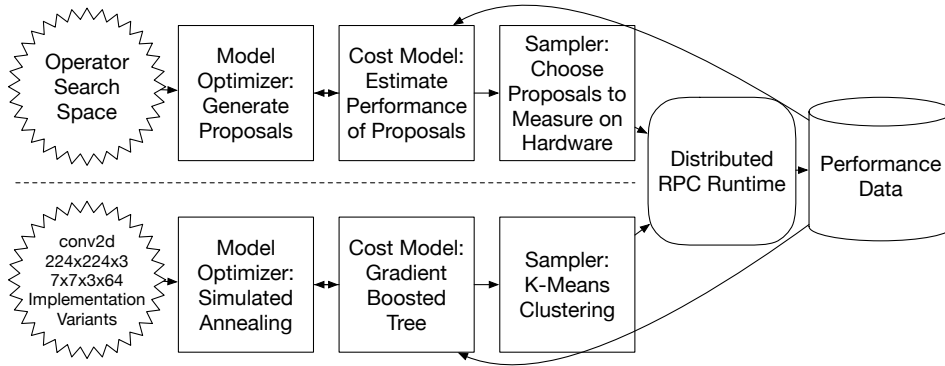 Operator
Search
Space
Model
Optimizer:
Generate
Proposals
Cost Model:
Estimate
Performance
of Proposals
Sampler:
Choose
Proposals to
Measure on
Hardware
Distributed
RPC Runtime
Performance
Data
conv2d
224x224x3
7x7x3x64
Implementation
Variants
Model
Optimizer:
Simulated
Annealing
Cost Model:
Gradient
Boosted
Tree
Sampler:
K-Means
Clustering